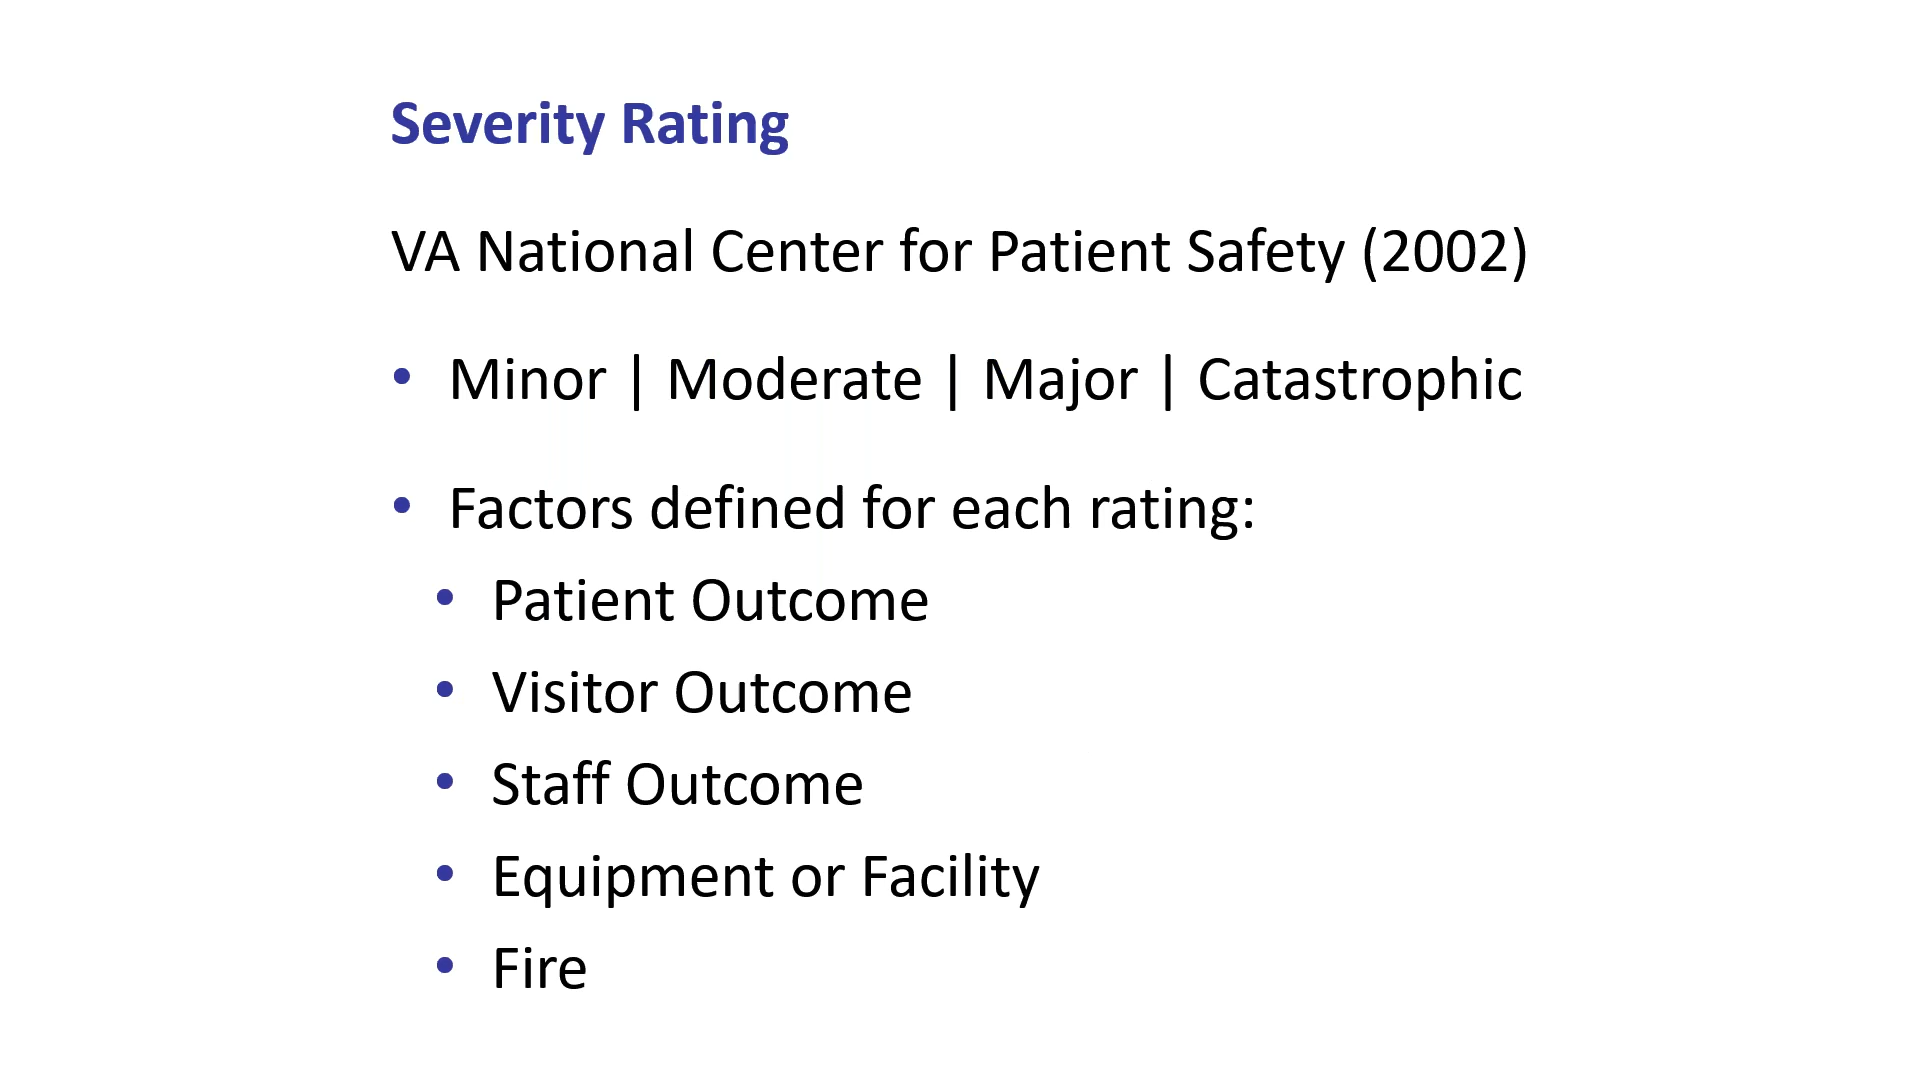 Severity Rating
VA National Center for Patient Safety (2002)
• Minor | Moderate | Major | Catastrophic
• Factors defined for each rating:
• Patient Outcome
• Visitor Outcome
• Staff Outcome
• Equipment or Facility
• Fire